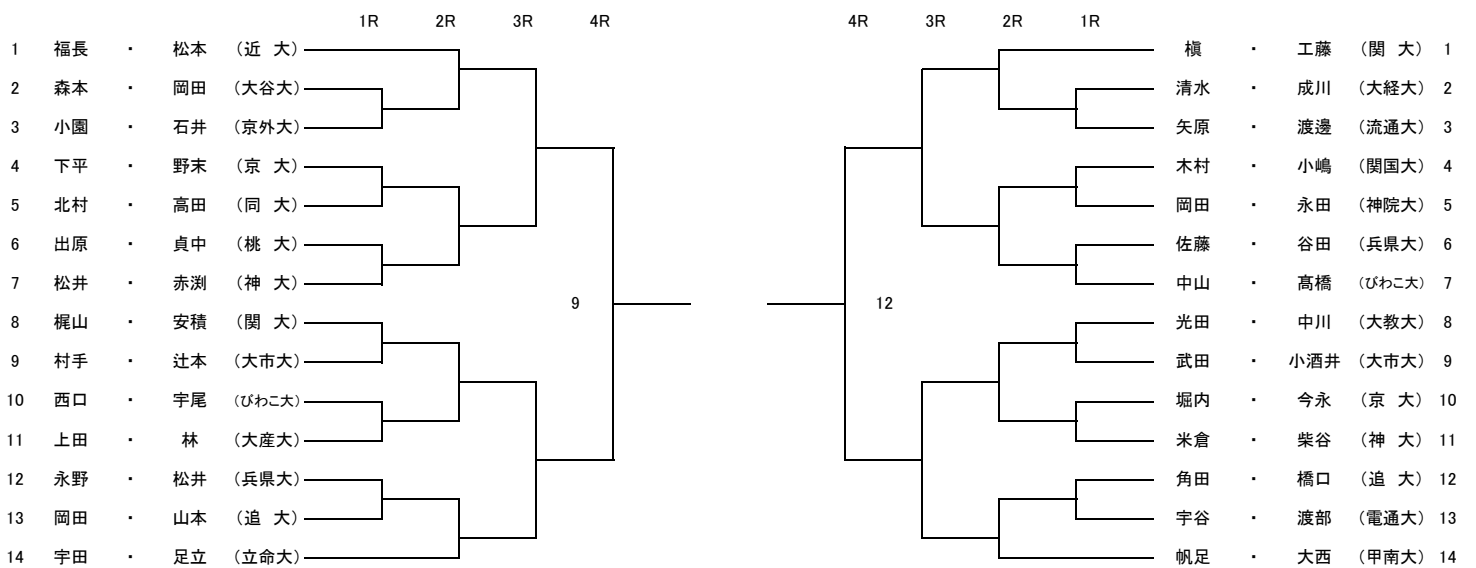 1R 2R 3R 4R 4R 3R 2R 1R
1 福長 ・ 松本 (近 大) 槇 ・ 工藤 (関 大) 1
2 森本 ・ 岡田 (大谷大) 清水 ・ 成川 (大経大) 2
3 小園 ・ 石井 (京外大) 矢原 ・ 渡邊 (流通大) 3
4 下平 ・ 野末 (京 大) 木村 ・ 小嶋 (関国大) 4
5 北村 ・ 高田 (同 大) 岡田 ・ 永田 (神院大) 5
6 出原 ・ 貞中 (桃 大) 佐藤 ・ 谷田 (兵県大) 6
7 松井 ・ 赤渕 (神 大) 中山 ・ 髙橋 (びわこ大) 7
9 12
8 梶山 ・ 安積 (関 大) 光田 ・ 中川 (大教大) 8
9 村手 ・ 辻本 (大市大) 武田 ・ 小酒井 (大市大) 9
10 西口 ・ 宇尾 (びわこ大) 堀内 ・ 今永 (京 大) 10
11 上田 ・ 林 (大産大) 米倉 ・ 柴谷 (神 大) 11
12 永野 ・ 松井 (兵県大) 角田 ・ 橋口 (追 大) 12
13 岡田 ・ 山本 (追 大) 宇谷 ・ 渡部 (電通大) 13
14 宇田 ・ 足立 (立命大) 帆足 ・ 大西 (甲南大) 14